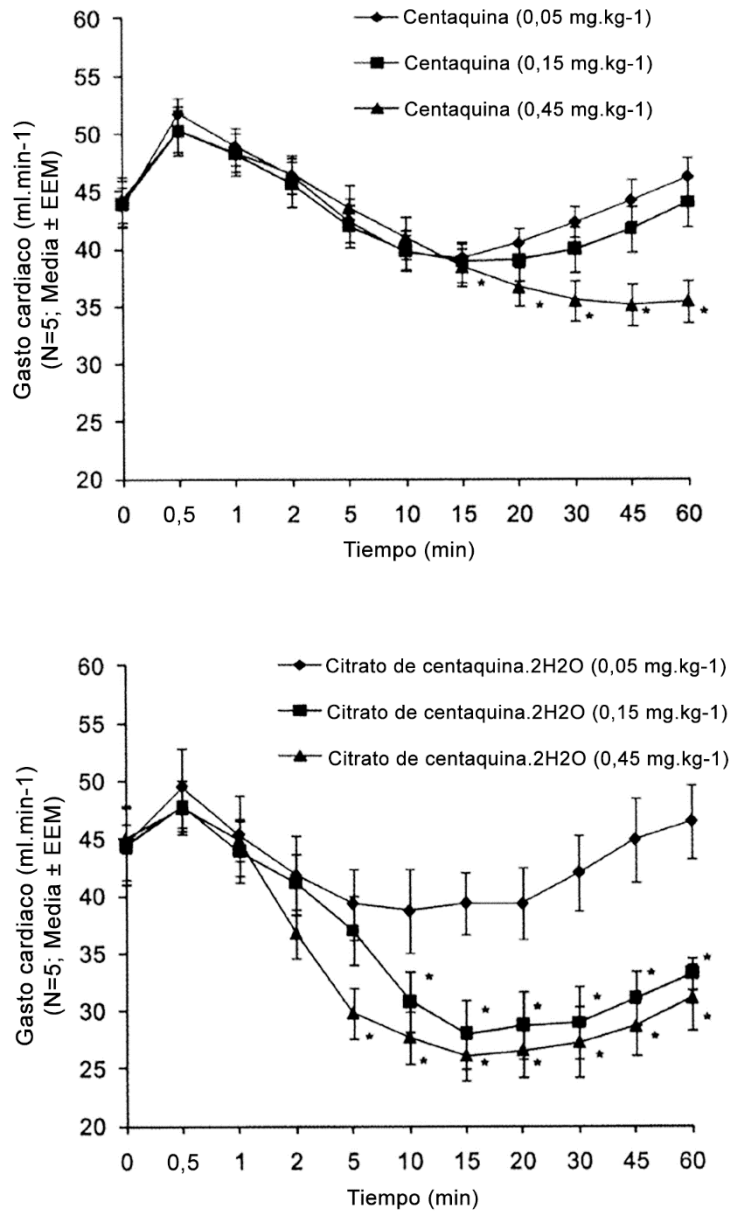 60
55
50
45
40
35
30
25
20
Gasto cardiaco (ml.min-1)
(N=5; Media ± EEM)
Centaquina (0,05 mg.kg-1)
Centaquina (0,15 mg.kg-1)
Centaquina (0,45 mg.kg-1)
* * * * *
0 0,5 1 2 5 10 15 20 30 45 60
Tiempo (min)
60
55
50
45
40
35
30
25
20
Gasto cardiaco (ml.min-1)
(N=5; Media ± EEM)
Citrato de centaquina.2H2O (0,05 mg.kg-1)
Citrato de centaquina.2H2O (0,15 mg.kg-1)
Citrato de centaquina.2H2O (0,45 mg.kg-1)
* * * * * *
* * * * * * *
0 0,5 1 2 5 10 15 20 30 45 60
Tiempo (min)